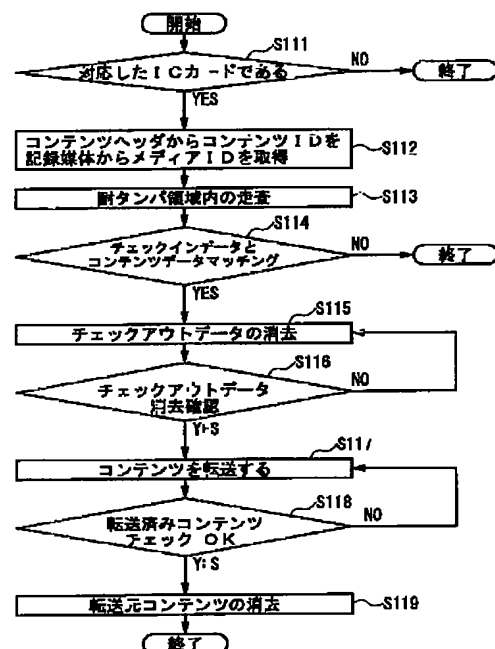 開始
S111
対応したICカードである
NO
終了
YES
コンテンツヘッダからコンテンツIDを
記録媒体からメディアIDを取得
S112
耐タンパ領域内の走査
S113
S114
チェックインデータと
コンテンツデータマッチング
NO
終了
YES
S115
チェックアウトデータの消去
S116
チェックアウトデータ
消去確認
NO
YES
S117
コンテンツを転送する
S118
転送済みコンテンツ
チェック OK
NO
YES
転送元コンテンツの消去
S119
終了